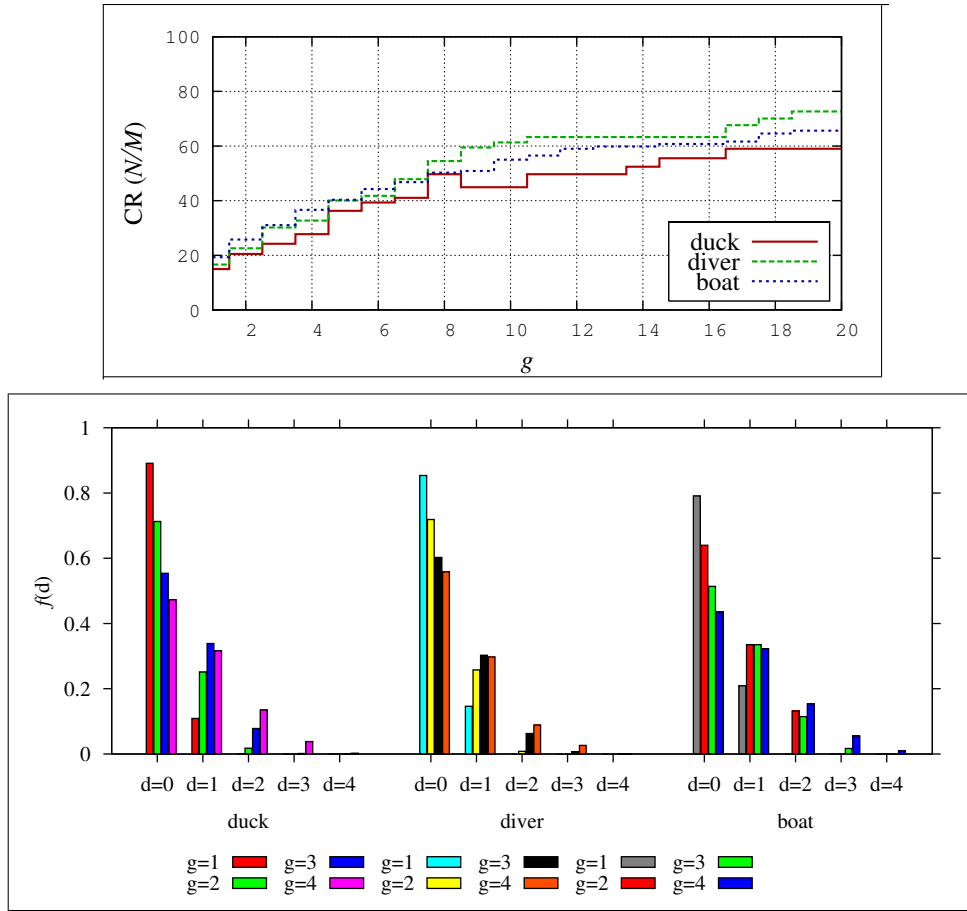 100
80
60
40
20
0
CR (N/M)
duck
diver
boat
2 4 6 8 10 12 14 16 18 20
g
1
0.8
0.6
0.4
0.2
0
f(d)
d=0 d=1 d=2 d=3 d=4 d=0 d=1 d=2 d=3 d=4 d=0 d=1 d=2 d=3 d=4
duck diver boat
g=1 g=3 g=1 g=3 g=1 g=3
g=2 g=4 g=2 g=4 g=2 g=4